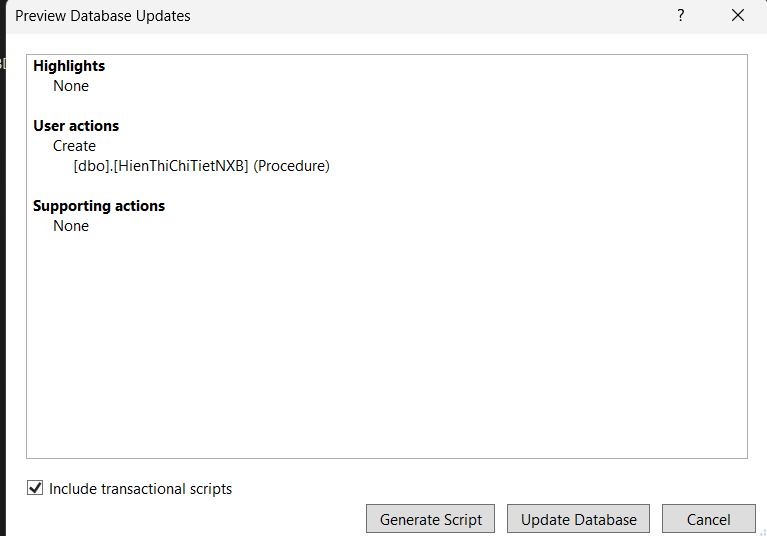 Preview Database Updates
Highlights
None
User actions
Create
[dbo].[HienThiChiTietNXB] (Procedure)
Supporting actions
None
Include transactional scripts
Generate Script Update Database Cancel